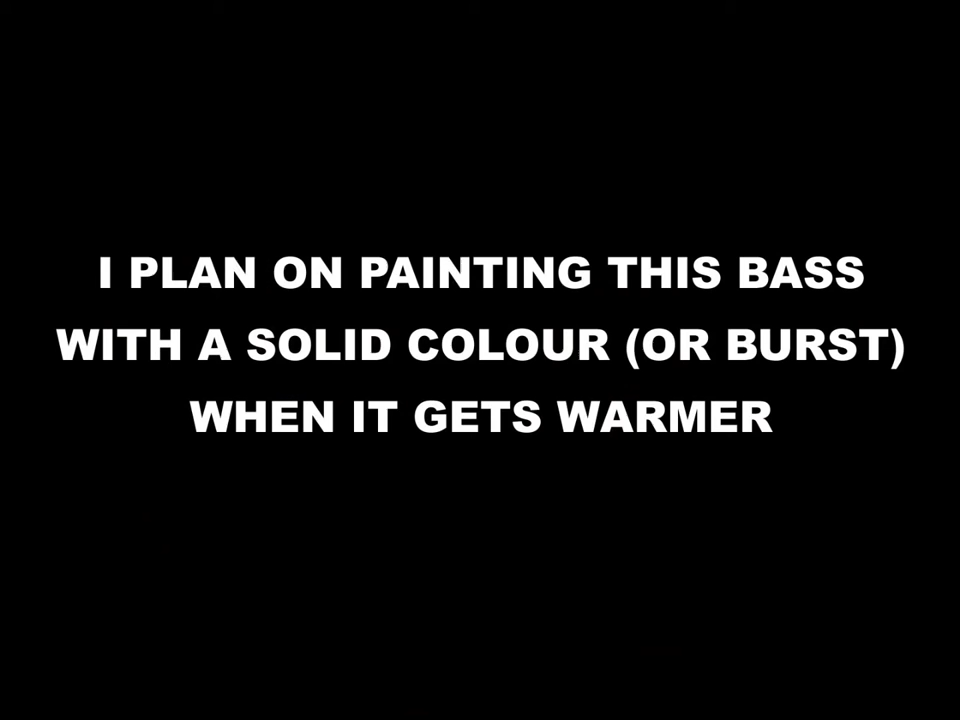 I PLAN ON PAINTING THIS BASS
WITH A SOLID COLOUR (OR BURST)
WHEN IT GETS WARMER